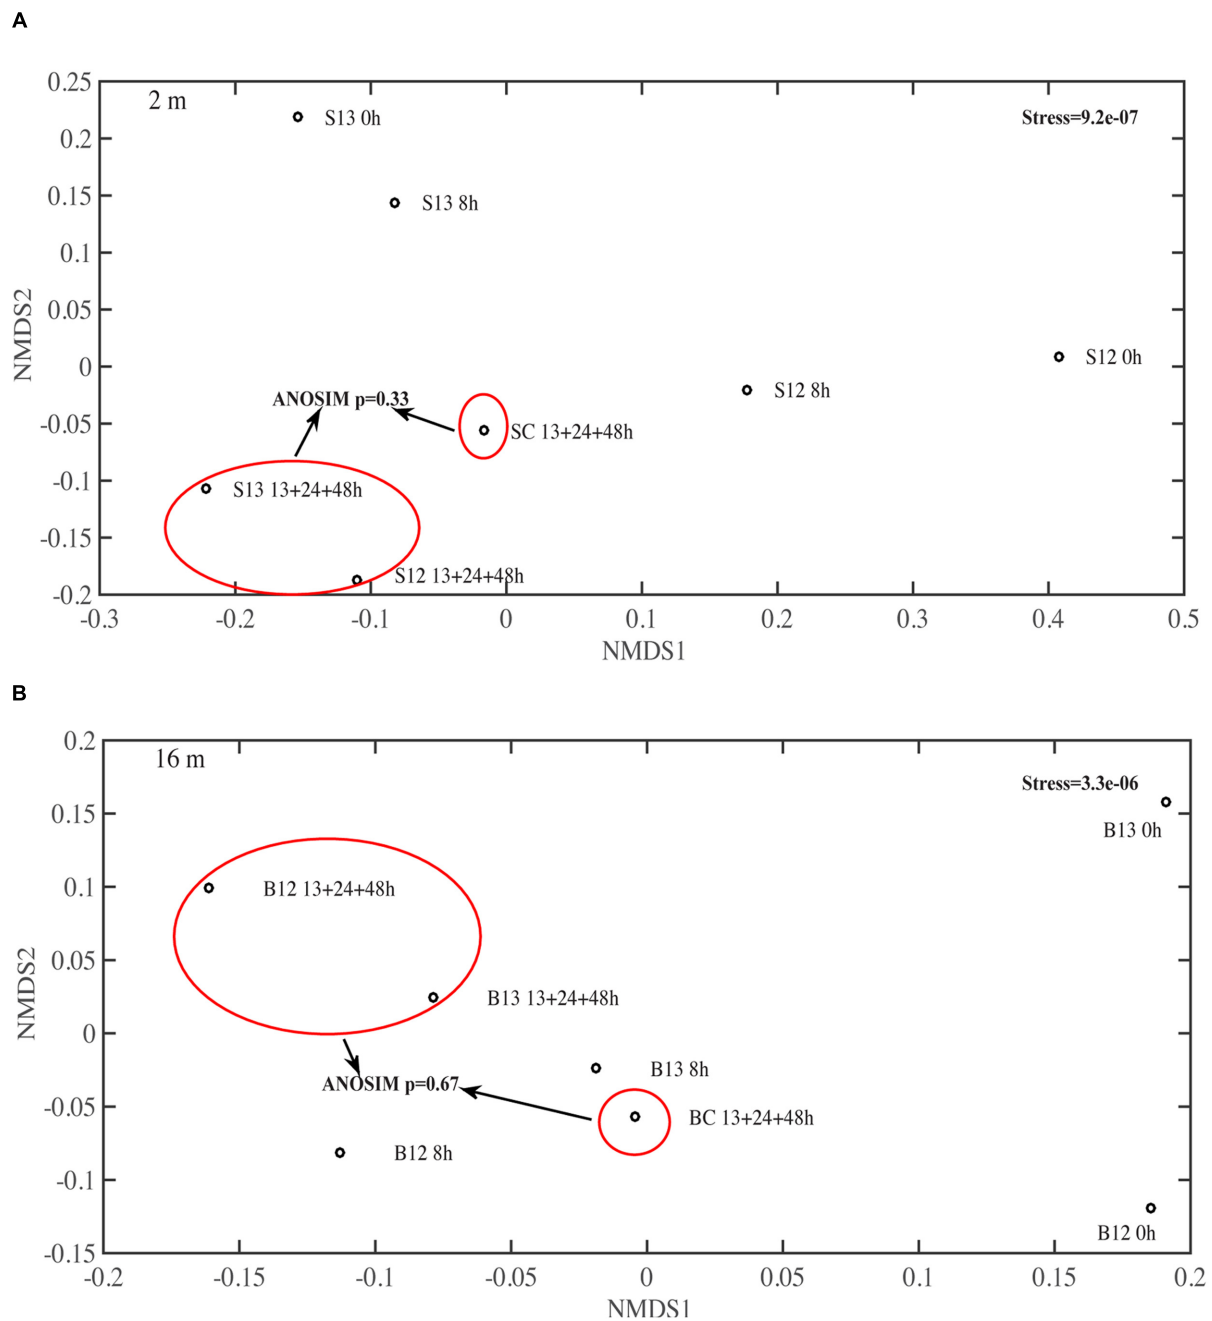 A
0.25
2 m
S13 0h
Stress=9.2e-07
0.2
0.15
S13 8h
0.1
0.05
NMDS2
0
S12 0h
S12 8h
ANOSIM p=0.33
-0.05
SC 13+24+48h
-0.1
S13 13+24+48h
-0.15
S12 13+24+48h
-0.2
-0.3 -0.2 -0.1 0 0.1 0.2 0.3 0.4 0.5
NMDS1
B
0.2
16 m
Stress=3.3e-06
0.15
B13 0h
0.1
B12 13+24+48h
0.05
NMDS2
B13 13+24+48h
0
B13 8h
ANOSIM p=0.67
-0.05
BC 13+24+48h
B12 8h
-0.1
B12 0h
-0.15
-0.2 -0.15 -0.1 -0.05 0 0.05 0.1 0.15 0.2
NMDS1